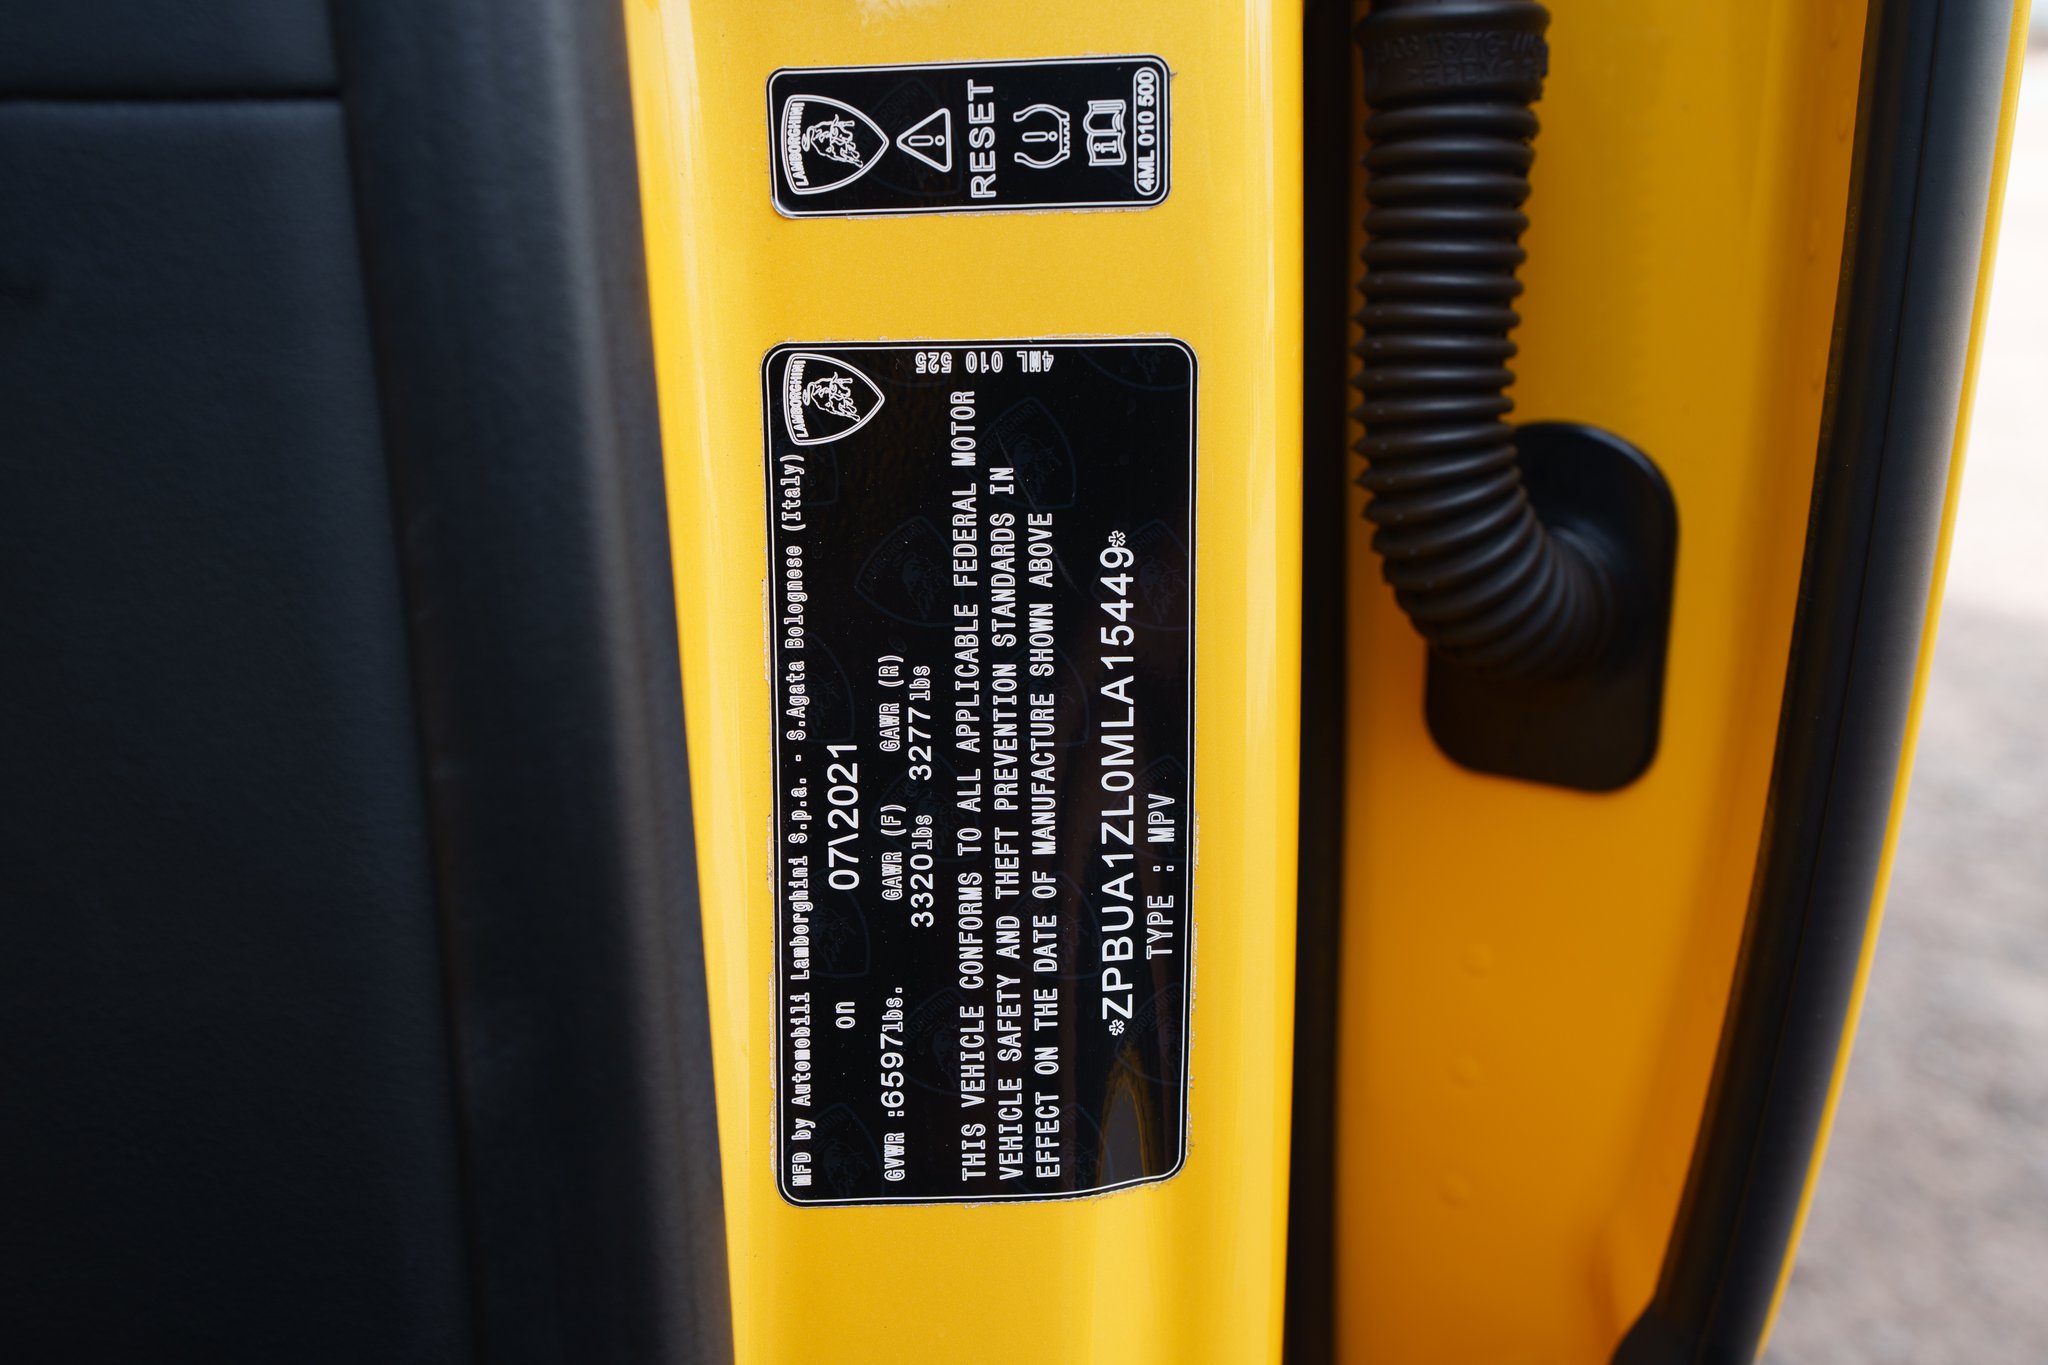 LAMBORGHINI
RESET
4ML 010 500
LAMBORGHINI
4ML 010 525
MFD by Automobili Lamborghini S.p.a. - S.Agata Bolognese (Italy)
on 07\2021
GVWR :6597lbs. GAWR (F) GAWR (R)
3320lbs 3277lbs
THIS VEHICLE CONFORMS TO ALL APPLICABLE FEDERAL MOTOR
VEHICLE SAFETY AND THEFT PREVENTION STANDARDS IN
EFFECT ON THE DATE OF MANUFACTURE SHOWN ABOVE
*ZPBUA1ZL0MLA15449*
TYPE : MPV